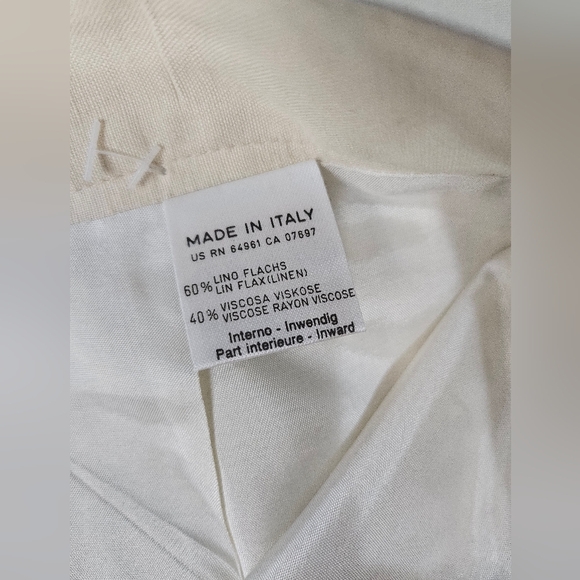 MADE IN ITALY
US RN 64961 CA 07697
60% LINO FLACHS
LIN FLAX(LINEN)
40% VISCOSA VISKOSE
VISCOSE RAYON VISCOSE
Interno - Inwendig
Part interieure - Inward